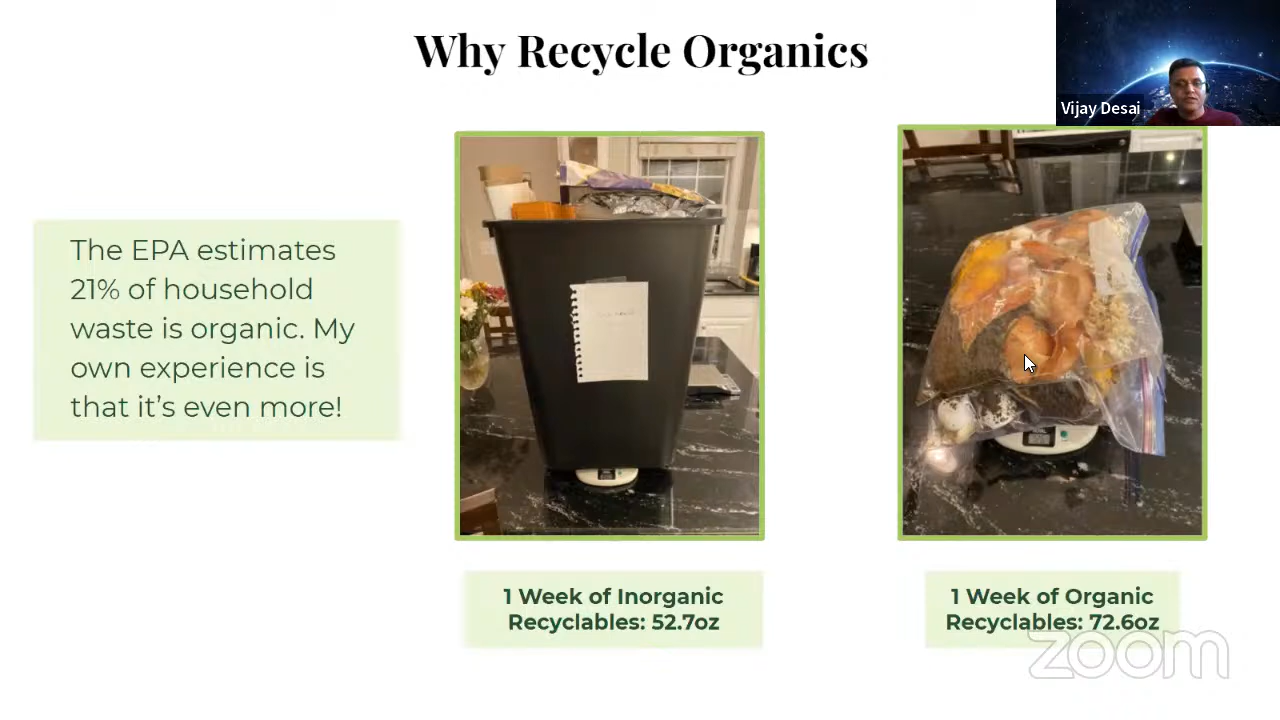 Why Recycle Organics
Vijay Desai
The EPA estimates
21% of household
waste is organic. My
own experience is
that it's even more!
1 Week of Inorganic
Recyclables: 52.7oz
1 Week of Organic
Recyclables: 72.6oz
zoom